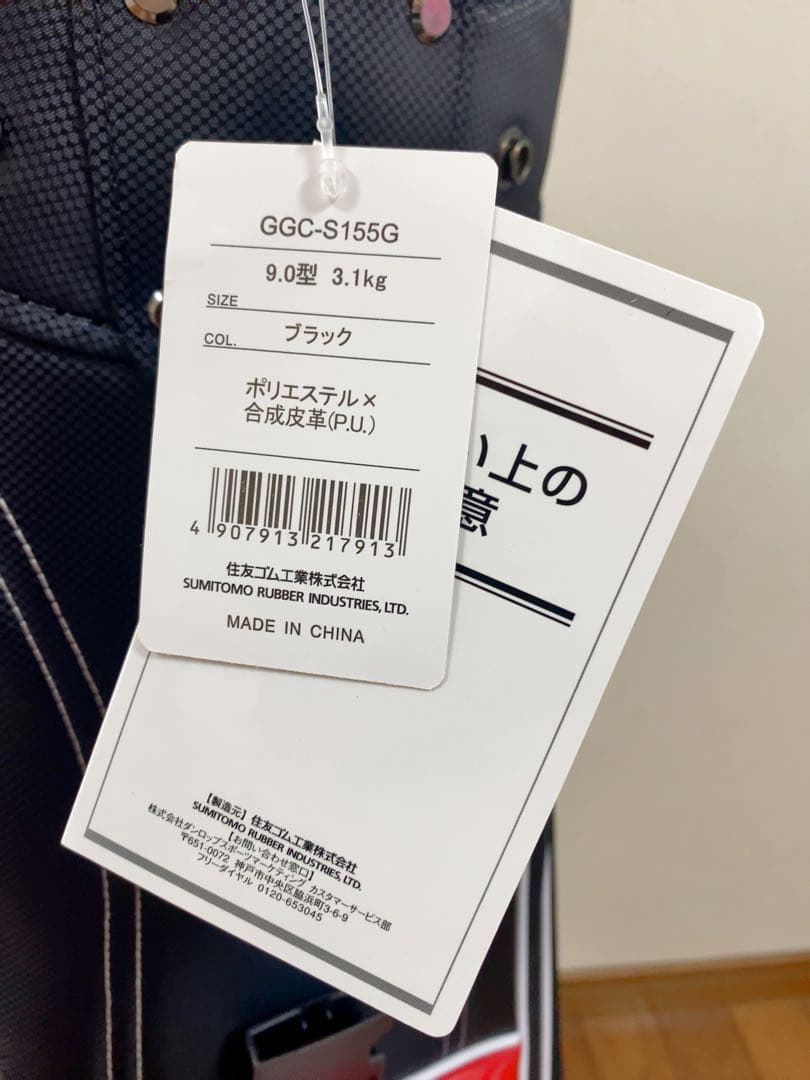 GGC-S155G
9.0型 3.1kg
SIZE
COL. ブラック
ポリエステル×
合成皮革(P.U.)
4 907913 217913
住友ゴム工業株式会社
SUMITOMO RUBBER INDUSTRIES, LTD.
MADE IN CHINA
い上の
意
【製造元】住友ゴム工業株式会社
SUMITOMO RUBBER INDUSTRIES, LTD.
【お問い合わせ窓口】
株式会社ダンロップスポーツマーケティング カスタマーサービス部
〒651-0072 神戸市中央区脇浜町3-6-9
フリーダイヤル 0120-653045